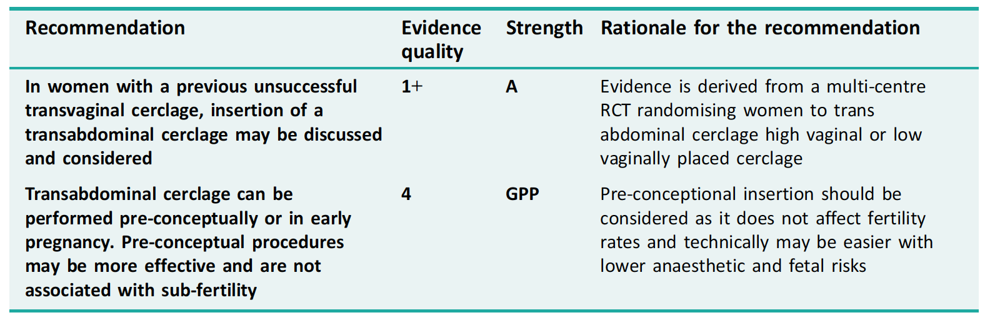 Recommendation Evidence quality Strength Rationale for the recommendation
In women with a previous unsuccessful
transvaginal cerclage, insertion of a
transabdominal cerclage may be discussed
and considered
1+
A
Evidence is derived from a multi-centre
RCT randomising women to trans
abdominal cerclage high vaginal or low
vaginally placed cerclage
Transabdominal cerclage can be
performed pre-conceptually or in early
pregnancy. Pre-conceptual procedures
may be more effective and are not
associated with sub-fertility
4
GPP
Pre-conceptional insertion should be
considered as it does not affect fertility
rates and technically may be easier with
lower anaesthetic and fetal risks